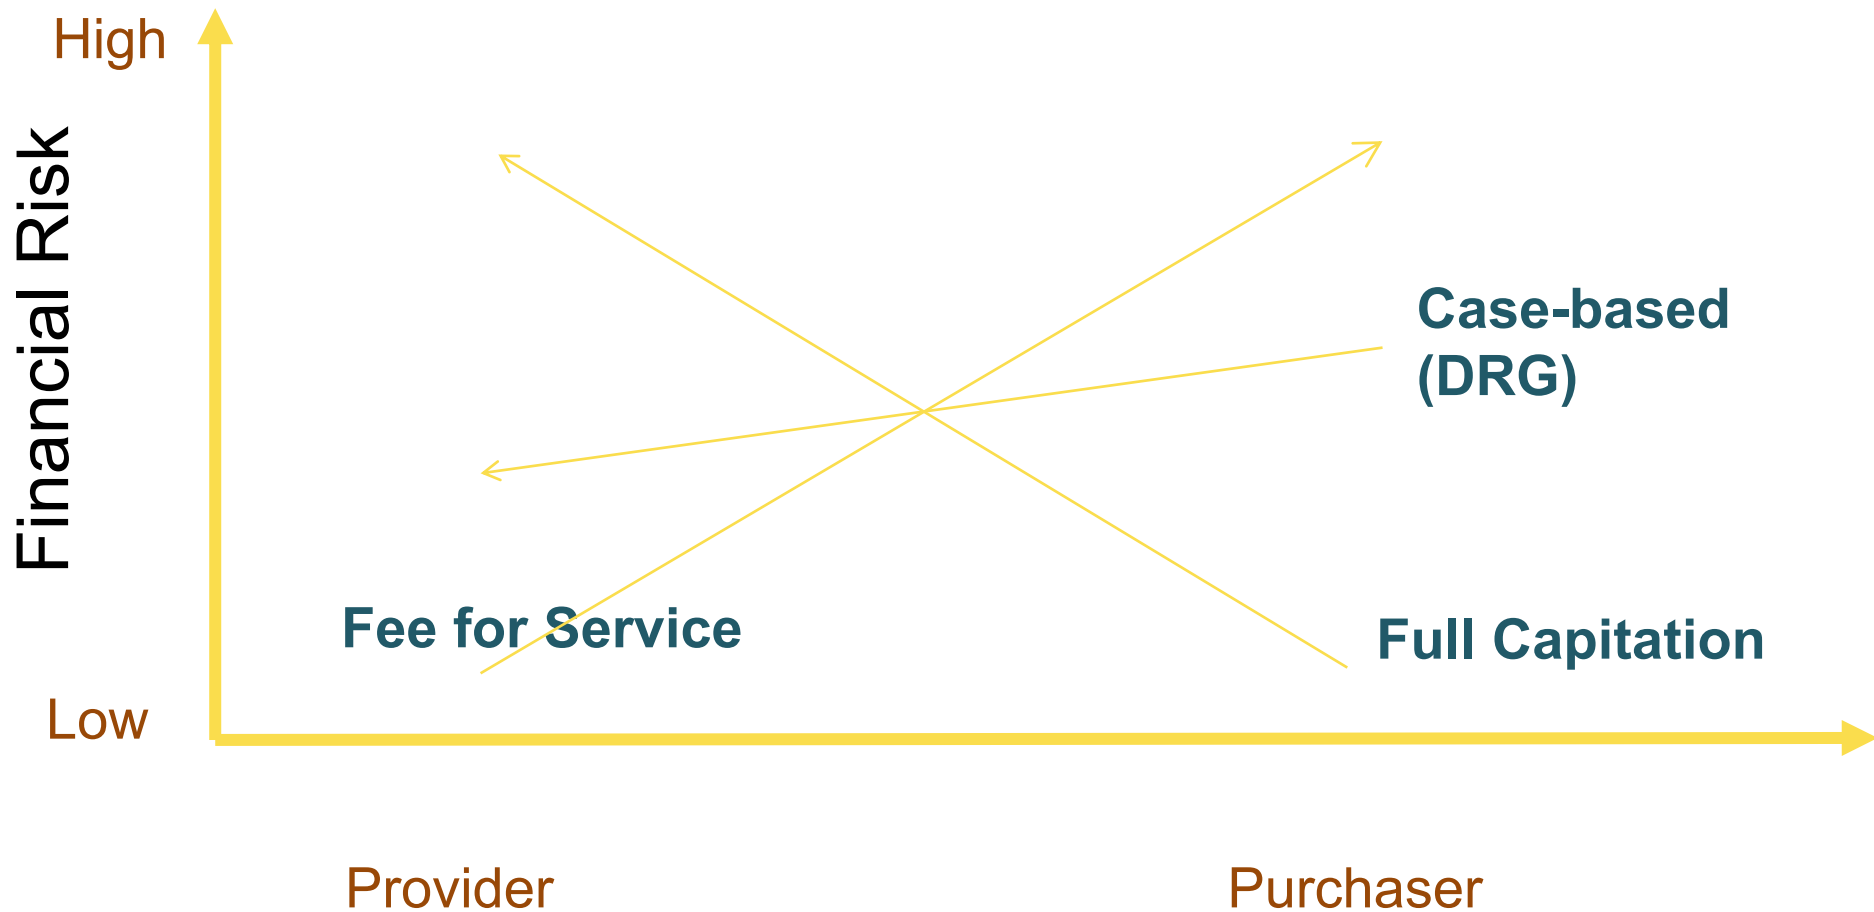 High
Financial Risk
Case-based
(DRG)
Fee for Service
Full Capitation
Low
Provider
Purchaser